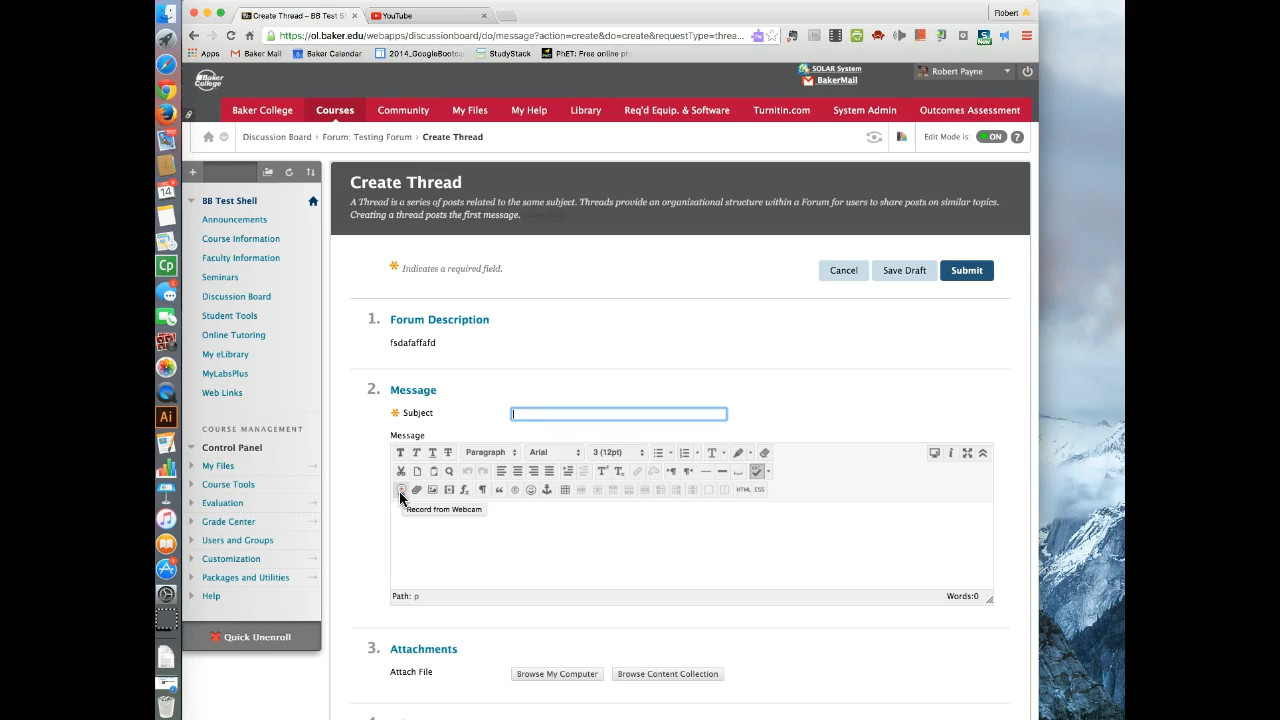 Create Thread – BB Test S
YouTube
Robert
https://ol.baker.edu/webapps/discussionboard/do/message?action=create&do=create&requestType=threa...
Apps
Baker Mail
Baker Calendar
2014_GoogleBootca
StudyStack
PhET: Free online ph
Baker College
SOLAR System
BakerMail
Robert Payne
Baker College
Courses
Community
My Files
My Help
Library
Req'd Equip. & Software
Turnitin.com
System Admin
Outcomes Assessment
Discussion Board › Forum: Testing Forum › Create Thread
Edit Mode is: ON ?
BB Test Shell
Announcements
Course Information
Faculty Information
Seminars
Discussion Board
Student Tools
Online Tutoring
My eLibrary
MyLabsPlus
Web Links
COURSE MANAGEMENT
Control Panel
My Files
Course Tools
Evaluation
Grade Center
Users and Groups
Customization
Packages and Utilities
Help
Quick Unenroll
Create Thread
A Thread is a series of posts related to the same subject. Threads provide an organizational structure within a Forum for users to share posts on similar topics.
Creating a thread posts the first message.
* Indicates a required field.
Cancel
Save Draft
Submit
1. Forum Description
fsdafaffafd
2. Message
* Subject
Message
T T T T Paragraph Arial 3 (12pt)
HTML CSS
Record from Webcam
Path: p
Words:0
3. Attachments
Attach File
Browse My Computer
Browse Content Collection
14
Cp
Ai